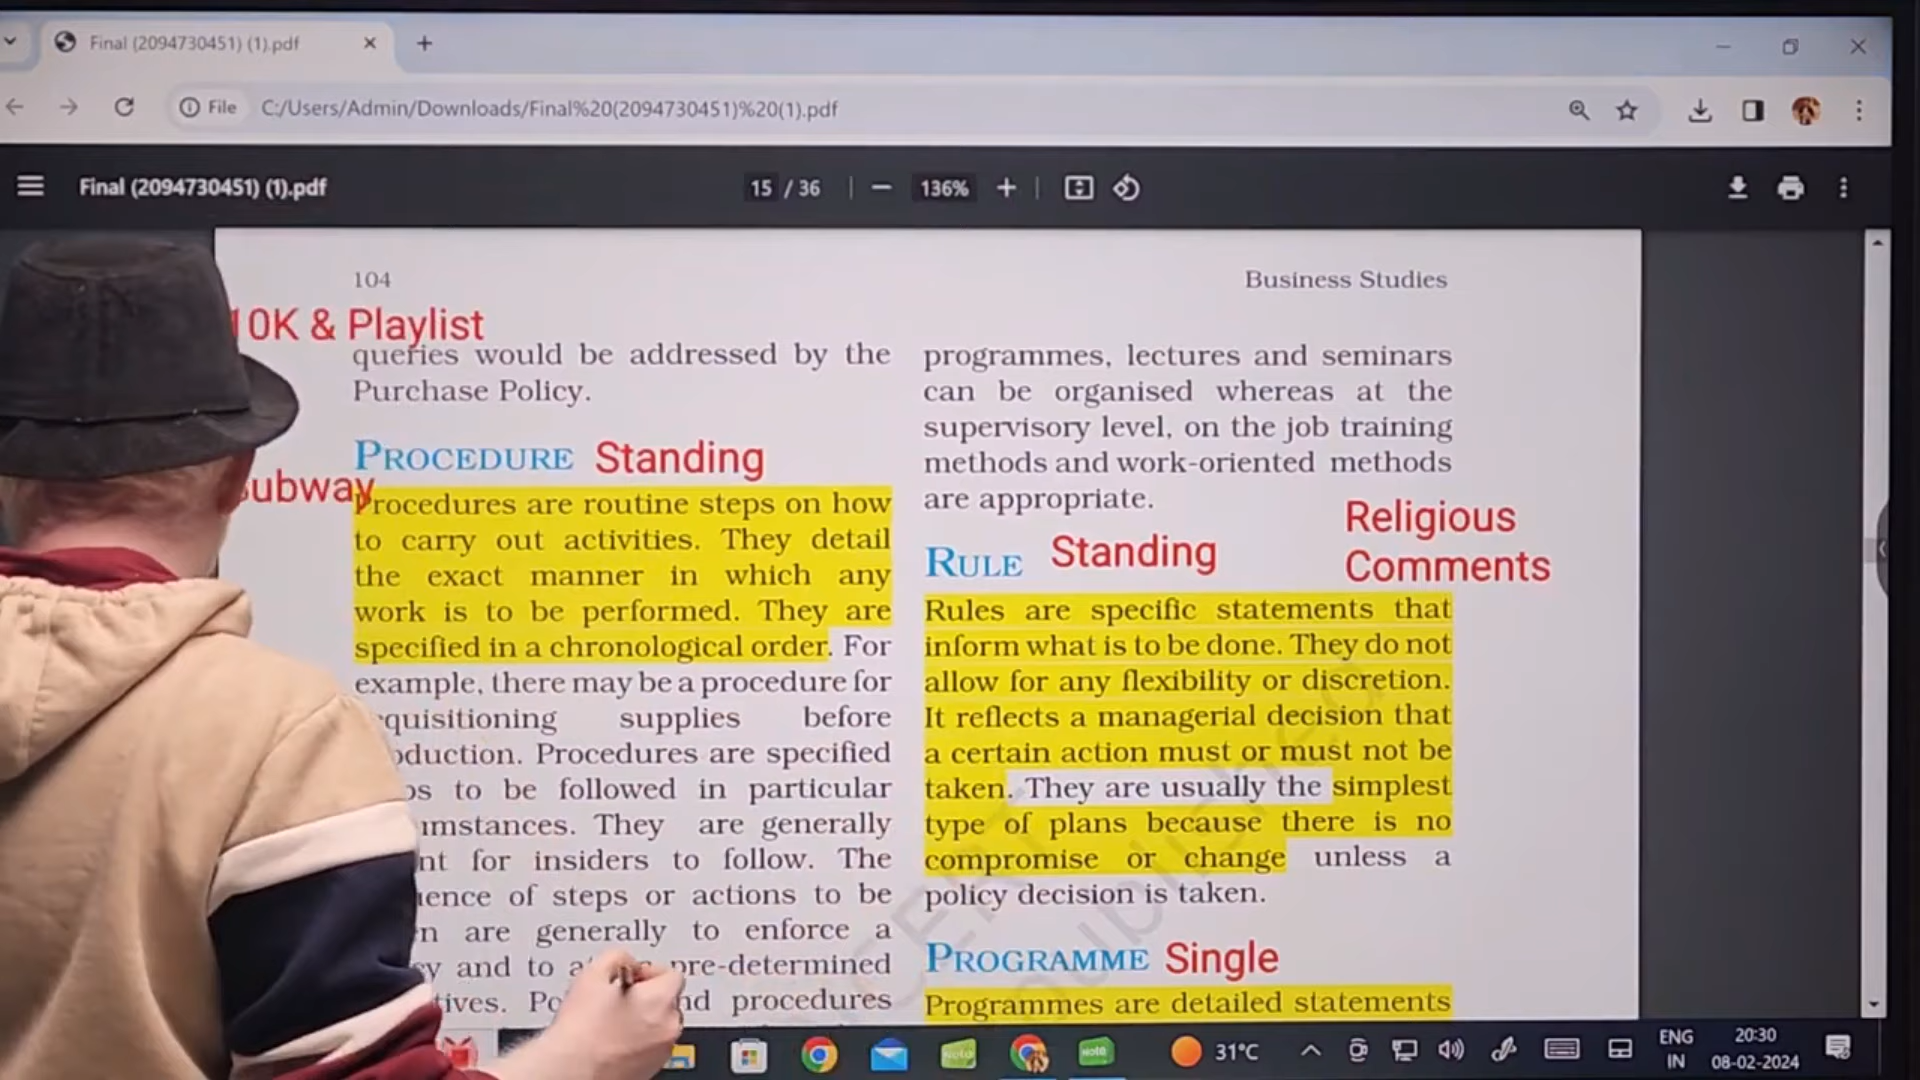 Final (2094730451) (1).pdf
File C:/Users/Admin/Downloads/Final%20(2094730451)%20(1).pdf
Final (2094730451) (1).pdf
15 / 36
136%
104
Business Studies
10K & Playlist
queries would be addressed by the
Purchase Policy.
PROCEDURE Standing
ubway
Procedures are routine steps on how
to carry out activities. They detail
the exact manner in which any
work is to be performed. They are
specified in a chronological order. For
example, there may be a procedure for
quisitioning supplies before
oduction. Procedures are specified
to be followed in particular
mstances. They are generally
nt for insiders to follow. The
ence of steps or actions to be
n are generally to enforce a
cy and to pre-determined
tives. nd procedures
programmes, lectures and seminars
can be organised whereas at the
supervisory level, on the job training
methods and work-oriented methods
are appropriate.
Religious
Comments
RULE Standing
Rules are specific statements that
inform what is to be done. They do not
allow for any flexibility or discretion.
It reflects a managerial decision that
a certain action must or must not be
taken. They are usually the simplest
type of plans because there is no
compromise or change unless a
policy decision is taken.
PROGRAMME Single
Programmes are detailed statements
31°C
ENG
IN
20:30
08-02-2024